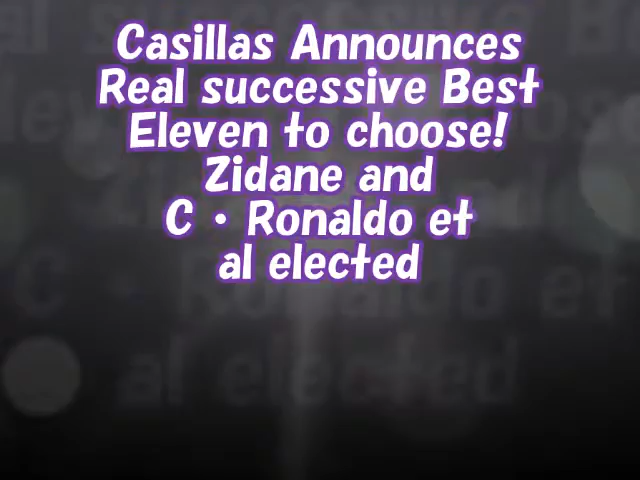 Casillas Announces
Real successive Best
Eleven to choose!
Zidane and
C・Ronaldo et
al elected